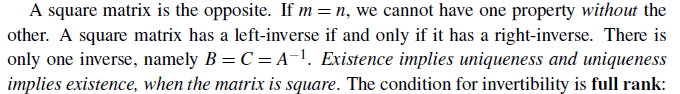 A square matrix is the opposite. If m = n, we cannot have one property without the
other. A square matrix has a left-inverse if and only if it has a right-inverse. There is
only one inverse, namely B = C = A⁻¹. Existence implies uniqueness and uniqueness
implies existence, when the matrix is square. The condition for invertibility is full rank: